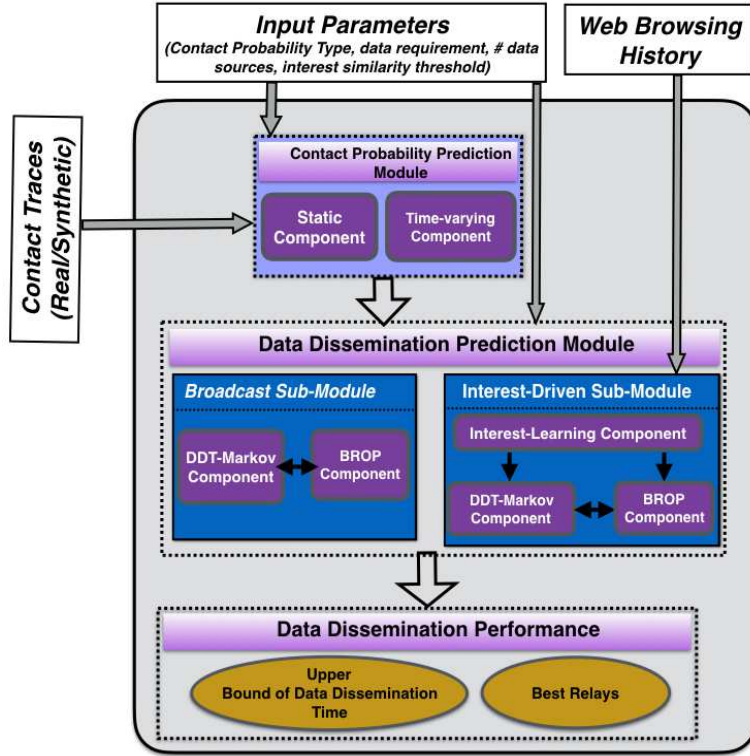 Input Parameters
(Contact Probability Type, data requirement, # data
sources, interest similarity threshold)
Web Browsing
History
Contact Traces
(Real/Synthetic)
Contact Probability Prediction
Module
Static
Component
Time-varying
Component
Data Dissemination Prediction Module
Broadcast Sub-Module
DDT-Markov
Component
BROP
Component
Interest-Driven Sub-Module
Interest-Learning Component
DDT-Markov
Component
BROP
Component
Data Dissemination Performance
Upper
Bound of Data Dissemination
Time
Best Relays